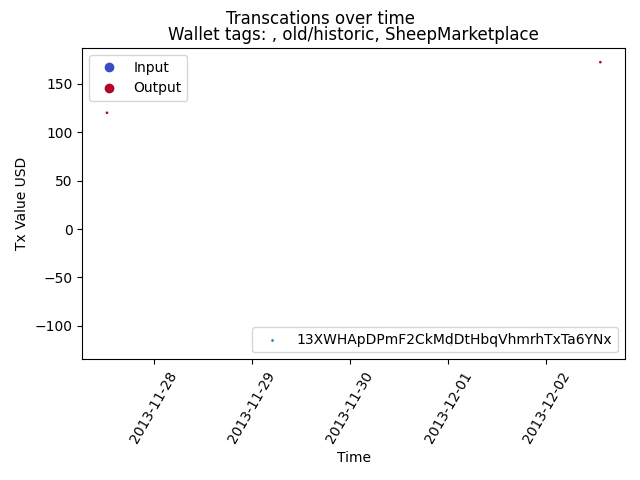 Transcations over time
Wallet tags: , old/historic, SheepMarketplace
Input
Output
150
100
50
0
−50
−100
Tx Value USD
13XWHApDPmF2CkMdDtHbqVhmrhTxTa6YNx
2013-11-28
2013-11-29
2013-11-30
2013-12-01
2013-12-02
Time